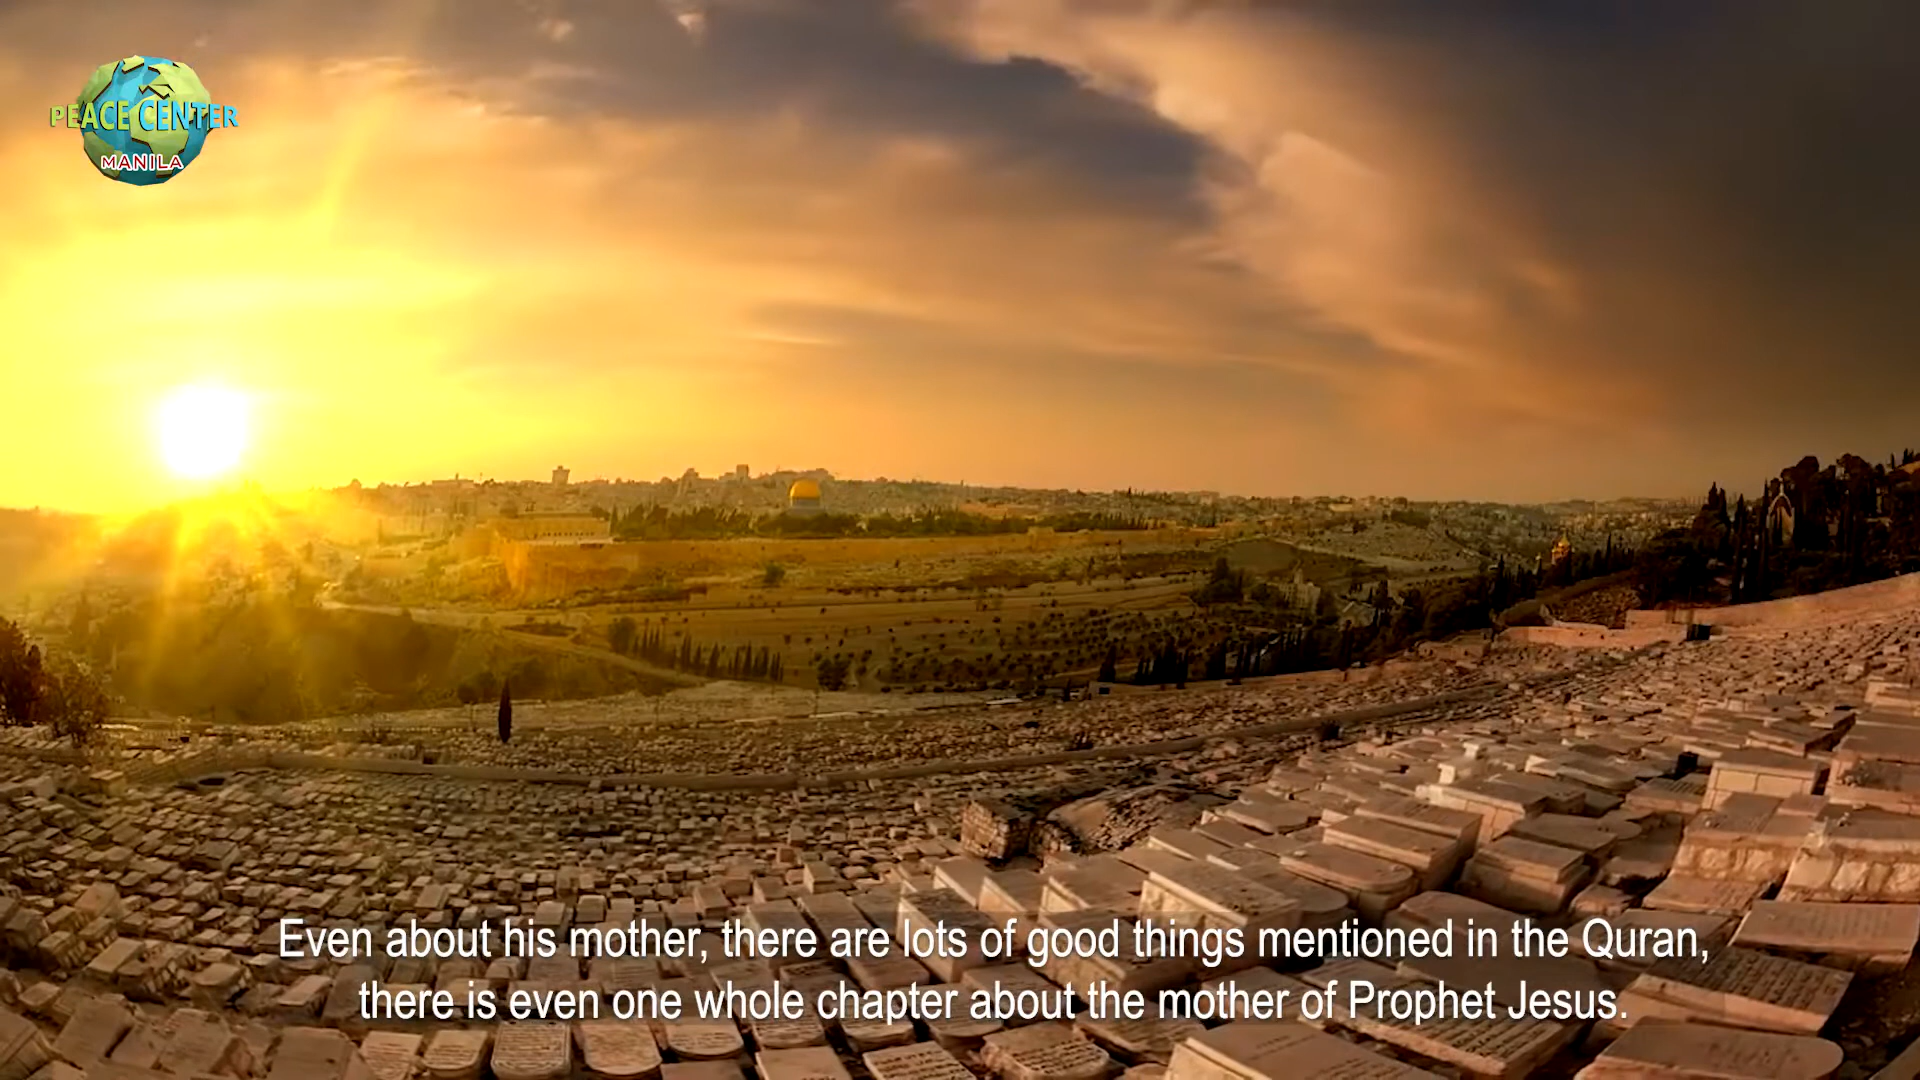 PEACE CENTER
MANILA
Even about his mother, there are lots of good things mentioned in the Quran,
there is even one whole chapter about the mother of Prophet Jesus.